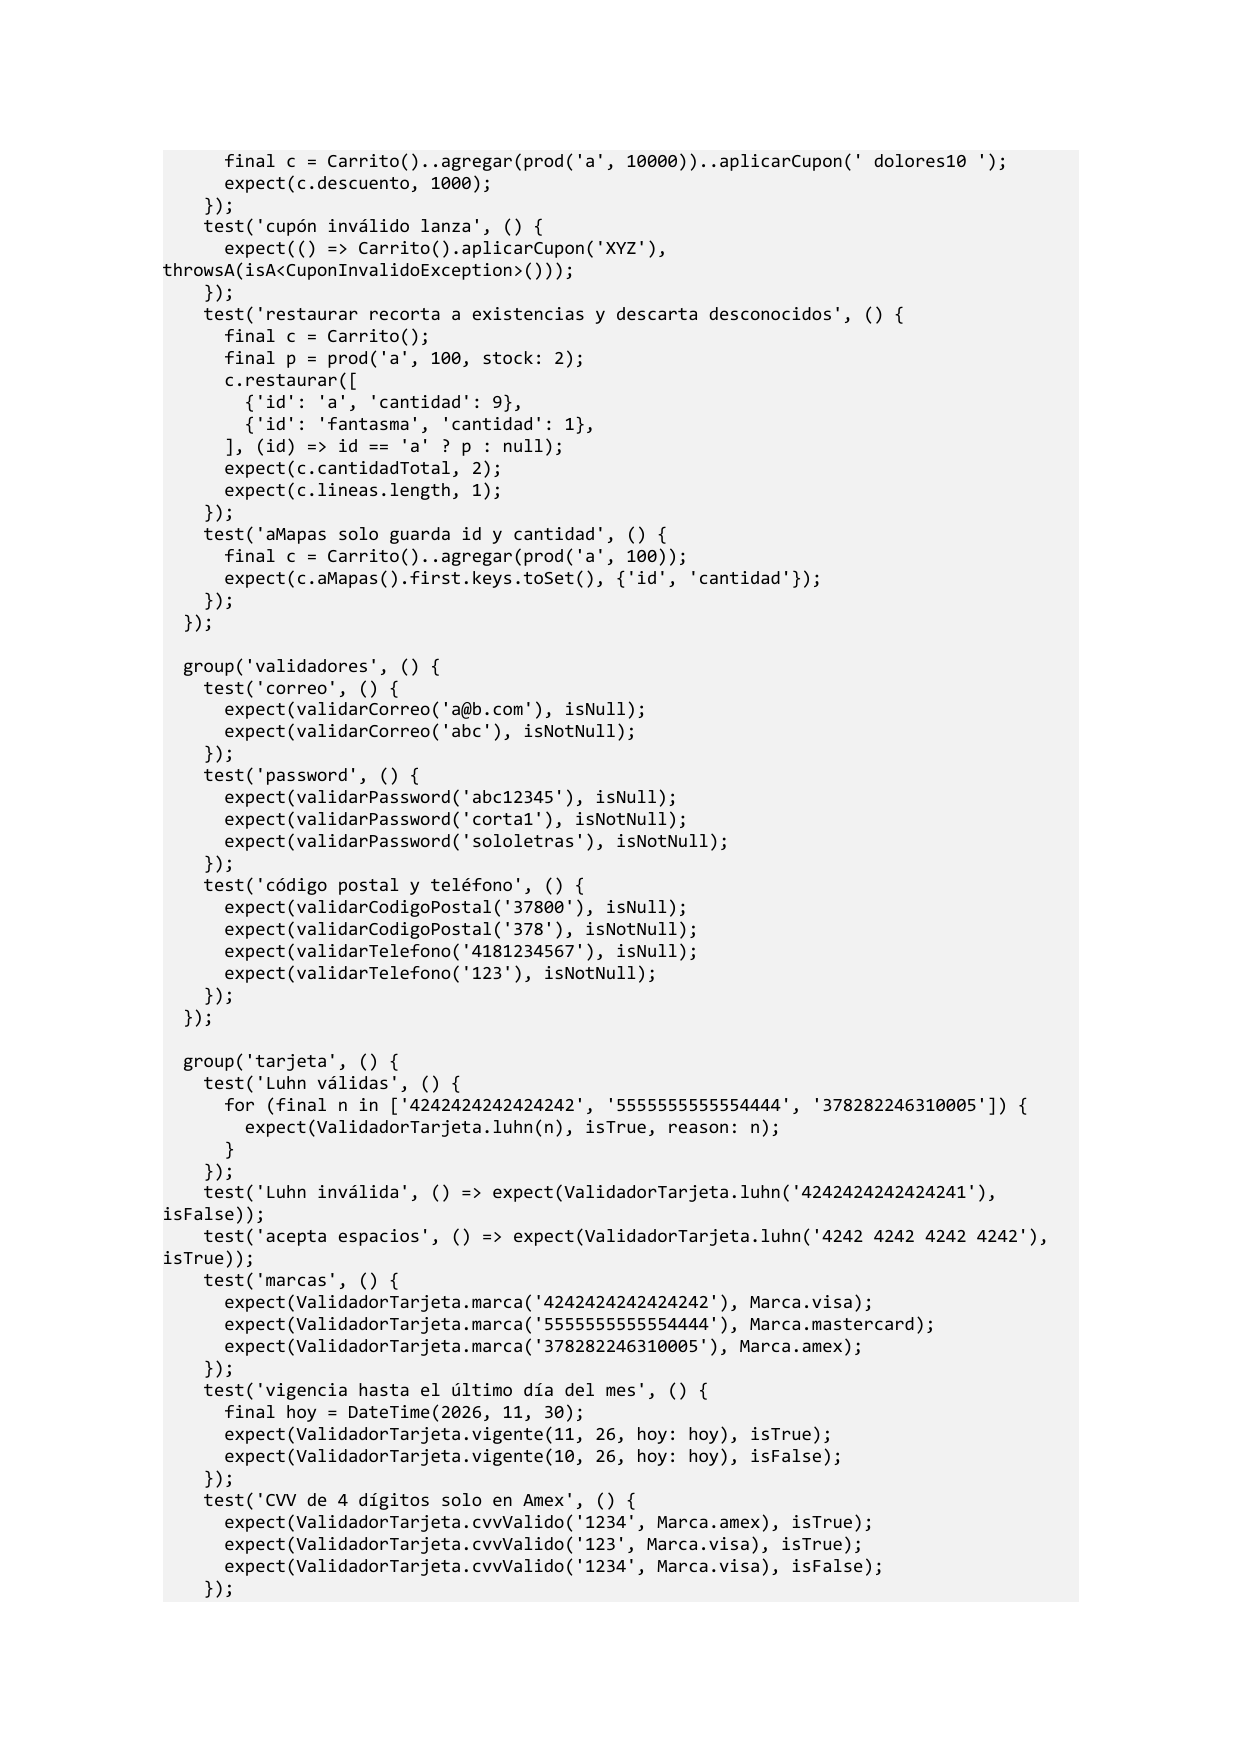 final c = Carrito()..agregar(prod('a', 10000))..aplicarCupon(' dolores10 ');
      expect(c.descuento, 1000);
    });
    test('cupón inválido lanza', () {
      expect(() => Carrito().aplicarCupon('XYZ'),
throwsA(isA<CuponInvalidoException>()));
    });
    test('restaurar recorta a existencias y descarta desconocidos', () {
      final c = Carrito();
      final p = prod('a', 100, stock: 2);
      c.restaurar([
        {'id': 'a', 'cantidad': 9},
        {'id': 'fantasma', 'cantidad': 1},
      ], (id) => id == 'a' ? p : null);
      expect(c.cantidadTotal, 2);
      expect(c.lineas.length, 1);
    });
    test('aMapas solo guarda id y cantidad', () {
      final c = Carrito()..agregar(prod('a', 100));
      expect(c.aMapas().first.keys.toSet(), {'id', 'cantidad'});
    });
  });

  group('validadores', () {
    test('correo', () {
      expect(validarCorreo('a@b.com'), isNull);
      expect(validarCorreo('abc'), isNotNull);
    });
    test('password', () {
      expect(validarPassword('abc12345'), isNull);
      expect(validarPassword('corta1'), isNotNull);
      expect(validarPassword('sololetras'), isNotNull);
    });
    test('código postal y teléfono', () {
      expect(validarCodigoPostal('37800'), isNull);
      expect(validarCodigoPostal('378'), isNotNull);
      expect(validarTelefono('4181234567'), isNull);
      expect(validarTelefono('123'), isNotNull);
    });
  });

  group('tarjeta', () {
    test('Luhn válidas', () {
      for (final n in ['4242424242424242', '5555555555554444', '378282246310005']) {
        expect(ValidadorTarjeta.luhn(n), isTrue, reason: n);
      }
    });
    test('Luhn inválida', () => expect(ValidadorTarjeta.luhn('4242424242424241'),
isFalse));
    test('acepta espacios', () => expect(ValidadorTarjeta.luhn('4242 4242 4242 4242'),
isTrue));
    test('marcas', () {
      expect(ValidadorTarjeta.marca('4242424242424242'), Marca.visa);
      expect(ValidadorTarjeta.marca('5555555555554444'), Marca.mastercard);
      expect(ValidadorTarjeta.marca('378282246310005'), Marca.amex);
    });
    test('vigencia hasta el último día del mes', () {
      final hoy = DateTime(2026, 11, 30);
      expect(ValidadorTarjeta.vigente(11, 26, hoy: hoy), isTrue);
      expect(ValidadorTarjeta.vigente(10, 26, hoy: hoy), isFalse);
    });
    test('CVV de 4 dígitos solo en Amex', () {
      expect(ValidadorTarjeta.cvvValido('1234', Marca.amex), isTrue);
      expect(ValidadorTarjeta.cvvValido('123', Marca.visa), isTrue);
      expect(ValidadorTarjeta.cvvValido('1234', Marca.visa), isFalse);
    });